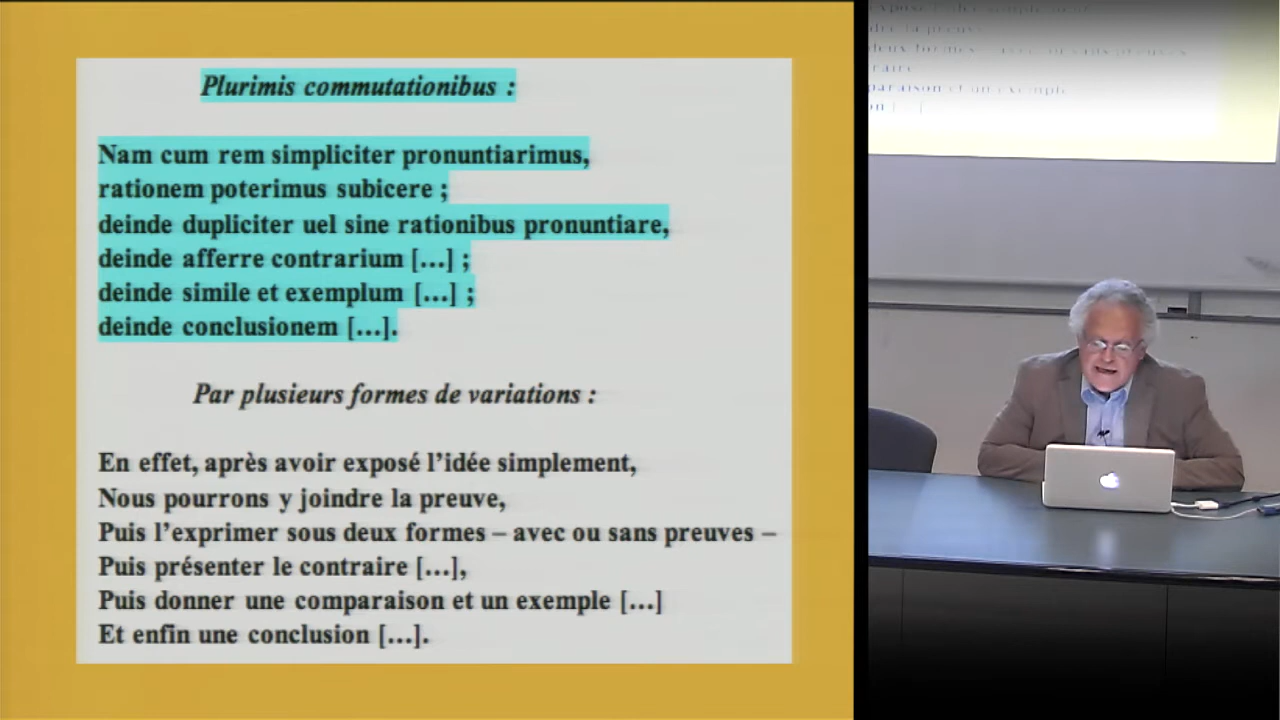 Plurimis commutationibus :
Nam cum rem simpliciter pronuntiarimus,
rationem poterimus subicere ;
deinde dupliciter uel sine rationibus pronuntiare,
deinde afferre contrarium [...] ;
deinde simile et exemplum [...] ;
deinde conclusionem [...].
Par plusieurs formes de variations :
En effet, après avoir exposé l’idée simplement,
Nous pourrons y joindre la preuve,
Puis l’exprimer sous deux formes – avec ou sans preuves –
Puis présenter le contraire [...],
Puis donner une comparaison et un exemple [...]
Et enfin une conclusion [...].